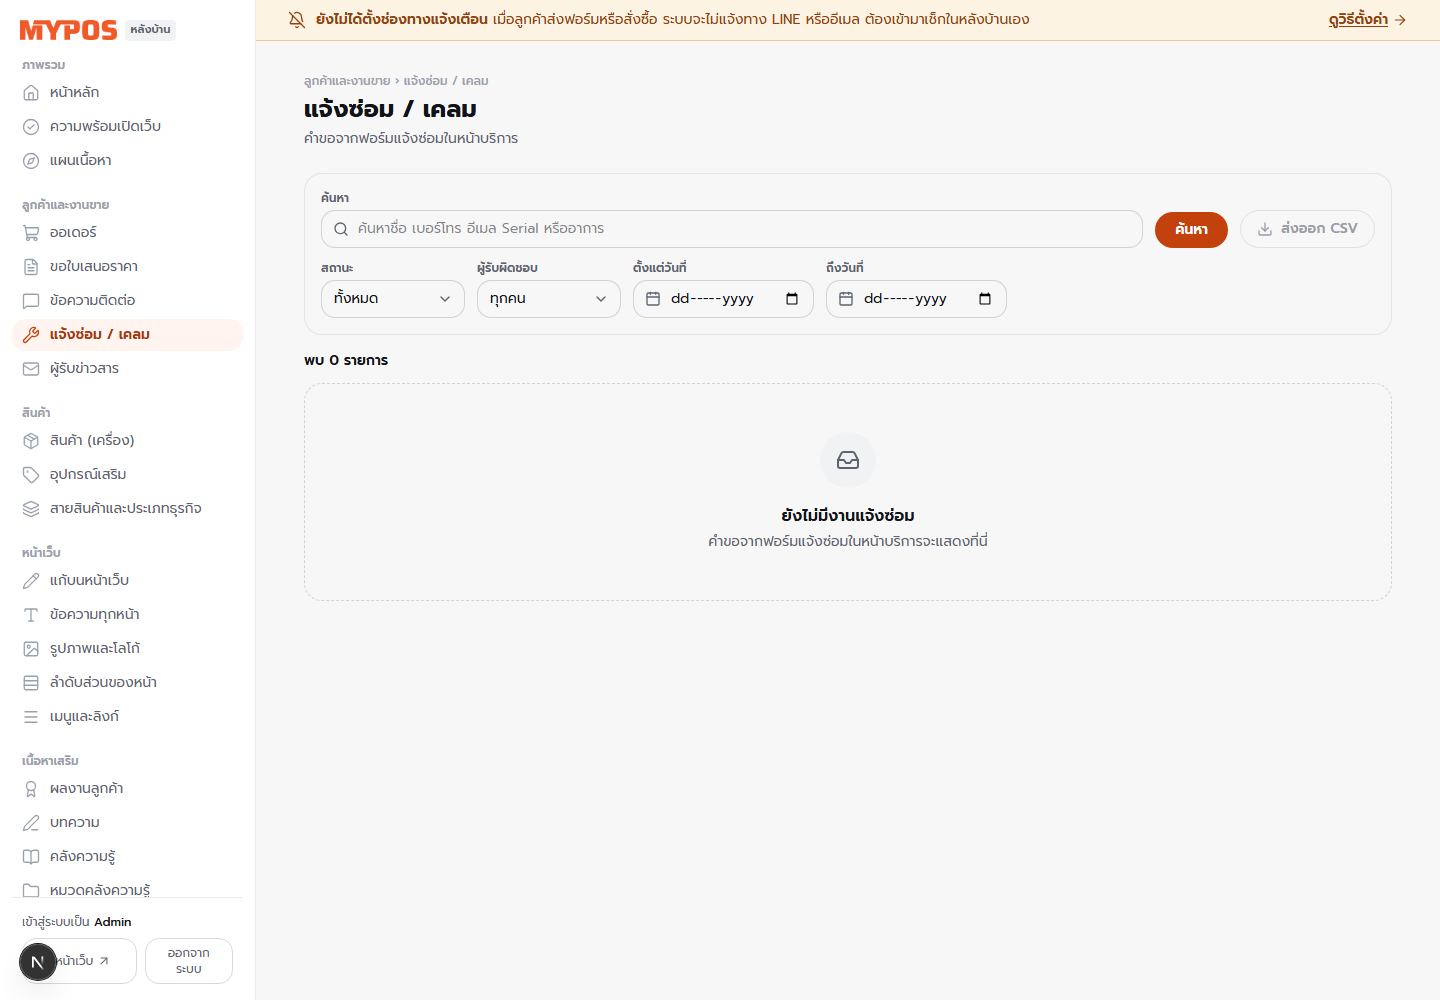 MYPOS หลังบ้าน
ภาพรวม
หน้าหลัก
ความพร้อมเปิดเว็บ
แผนเนื้อหา
ลูกค้าและงานขาย
ออเดอร์
ขอใบเสนอราคา
ข้อความติดต่อ
แจ้งซ่อม / เคลม
ผู้รับข่าวสาร
สินค้า
สินค้า (เครื่อง)
อุปกรณ์เสริม
สายสินค้าและประเภทธุรกิจ
หน้าเว็บ
แก้บนหน้าเว็บ
ข้อความทุกหน้า
รูปภาพและโลโก้
ลำดับส่วนของหน้า
เมนูและลิงก์
เนื้อหาเสริม
ผลงานลูกค้า
บทความ
คลังความรู้
หมวดคลังความรู้
เข้าสู่ระบบเป็น Admin
N
หน้าเว็บ
ออกจาก
ระบบ
ยังไม่ได้ตั้งช่องทางแจ้งเตือน เมื่อลูกค้าส่งฟอร์มหรือสั่งซื้อ ระบบจะไม่แจ้งทาง LINE หรืออีเมล ต้องเข้ามาเช็กในหลังบ้านเอง ดูวิธีตั้งค่า
ลูกค้าและงานขาย › แจ้งซ่อม / เคลม
แจ้งซ่อม / เคลม
คำขอจากฟอร์มแจ้งซ่อมในหน้าบริการ
ค้นหา
ค้นหาชื่อ เบอร์โทร อีเมล Serial หรืออาการ ค้นหา ส่งออก CSV
สถานะ ผู้รับผิดชอบ ตั้งแต่วันที่ ถึงวันที่
ทั้งหมด ทุกคน dd-----yyyy dd-----yyyy
พบ 0 รายการ
ยังไม่มีงานแจ้งซ่อม
คำขอจากฟอร์มแจ้งซ่อมในหน้าบริการจะแสดงที่นี่